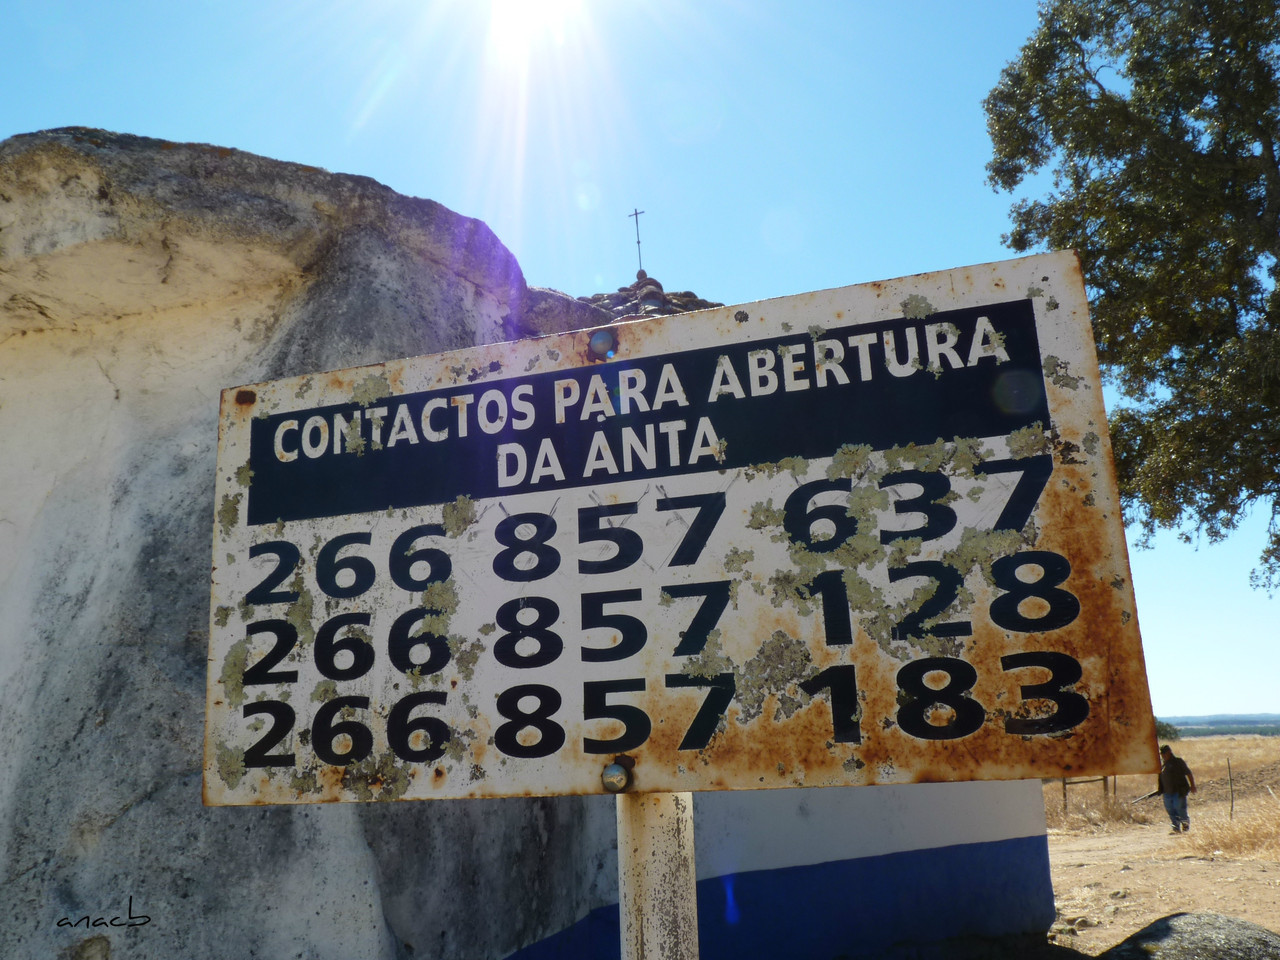 CONTACTOS PARA ABERTURA
DA ANTA
266 857 637
266 857 128
266 857 183
anacb